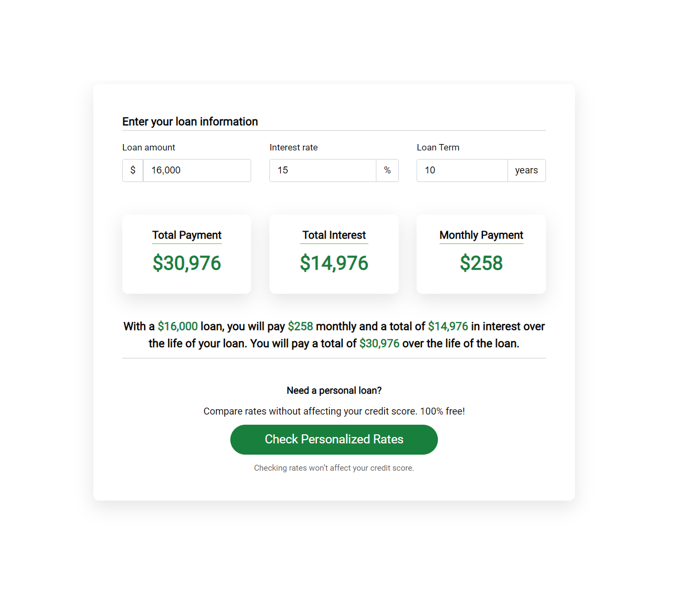 Enter your loan information
Loan amount
Interest rate
Loan Term
$ 16,000
15 %
10 years
Total Payment
Total Interest
Monthly Payment
$30,976
$14,976
$258
With a $16,000 loan, you will pay $258 monthly and a total of $14,976 in interest over
the life of your loan. You will pay a total of $30,976 over the life of the loan.
Need a personal loan?
Compare rates without affecting your credit score. 100% free!
Check Personalized Rates
Checking rates won't affect your credit score.